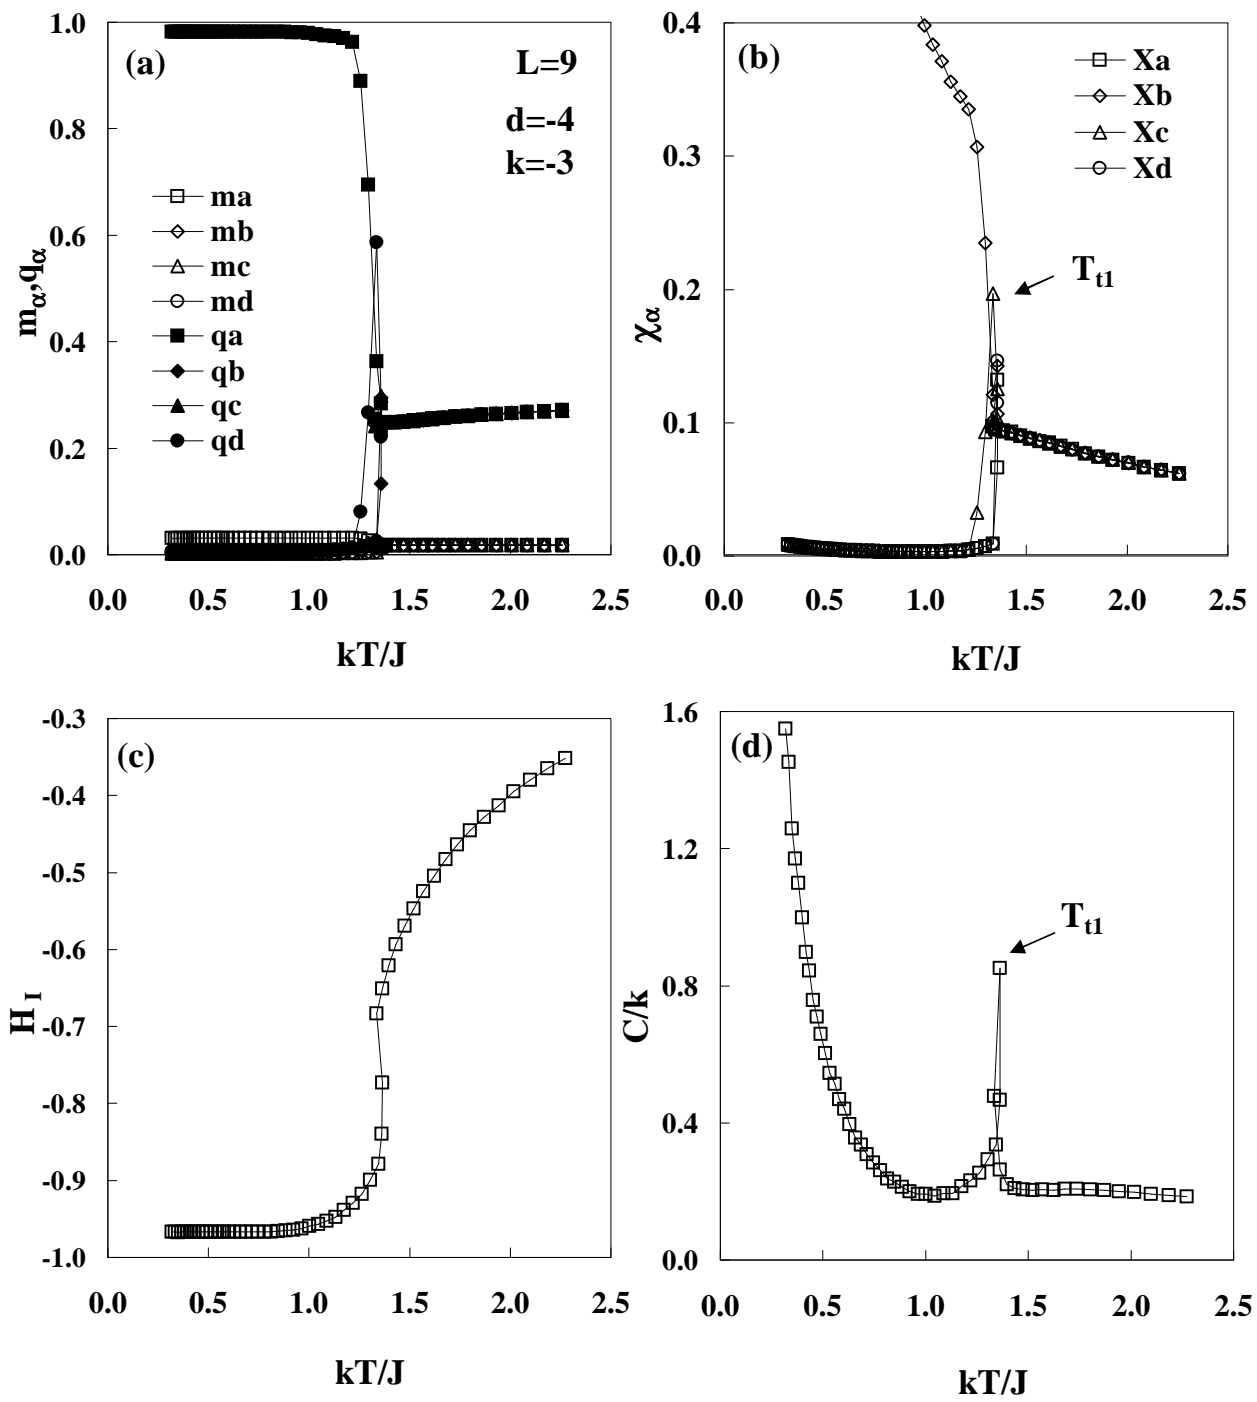 (a)
L=9
d=-4
k=-3
ma
mb
mc
md
qa
qb
qc
qd
mα,qα
1.0
0.8
0.6
0.4
0.2
0.0
0.0 0.5 1.0 1.5 2.0 2.5
kT/J
(b)
Xa
Xb
Xc
Xd
Tt1
χα
0.4
0.3
0.2
0.1
0.0
0.0 0.5 1.0 1.5 2.0 2.5
kT/J
(c)
H I
-0.3
-0.4
-0.5
-0.6
-0.7
-0.8
-0.9
-1.0
0.0 0.5 1.0 1.5 2.0 2.5
kT/J
(d)
Tt1
C/k
1.6
1.2
0.8
0.4
0.0
0.0 0.5 1.0 1.5 2.0 2.5
kT/J